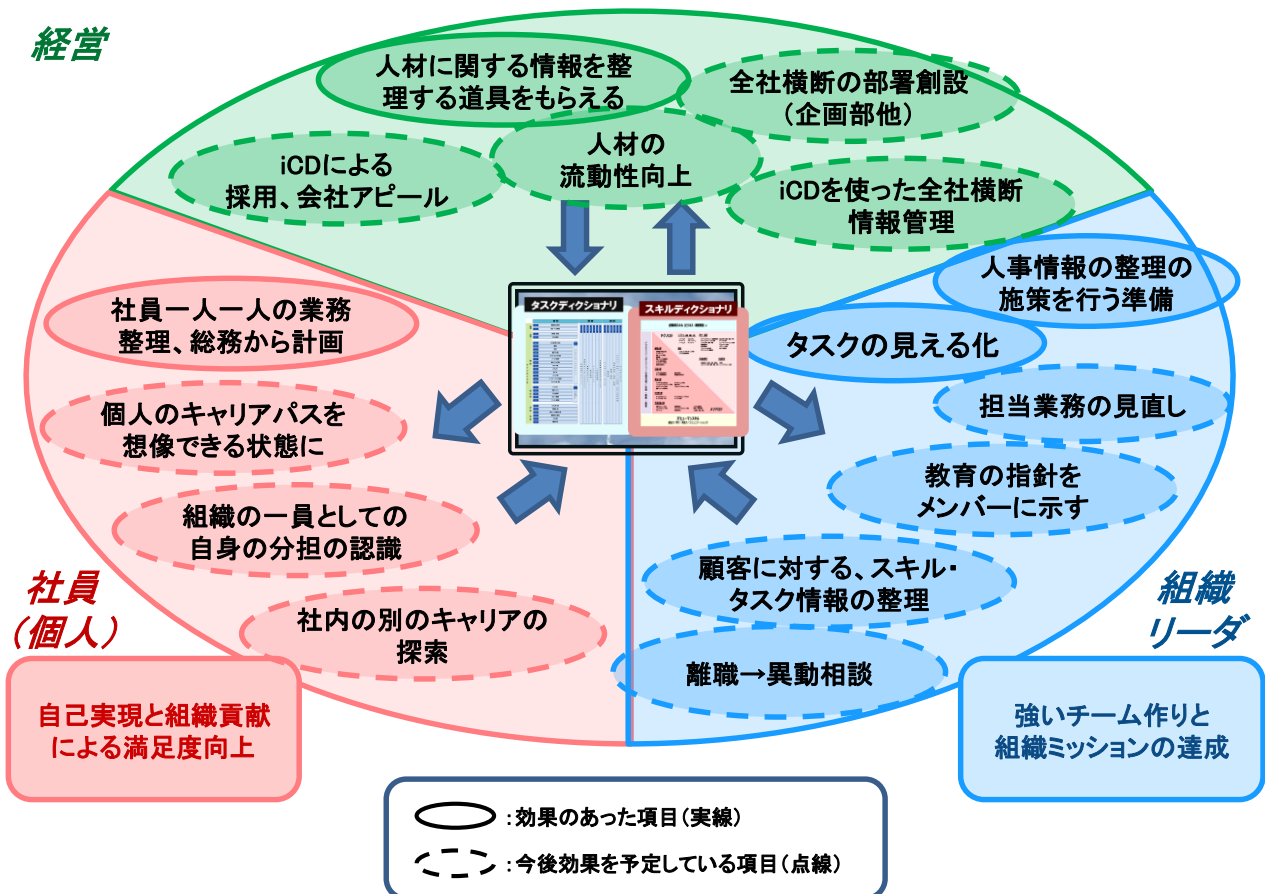 経営
人材に関する情報を整
理する道具をもらえる
全社横断の部署創設
（企画部他）
人材の
流動性向上
iCDによる
採用、会社アピール
iCDを使った全社横断
情報管理
人事情報の整理の
施策を行う準備
社員一人一人の業務
整理、総務から計画
タスクディクショナリ
スキルディクショナリ
タスクの見える化
個人のキャリアパスを
想像できる状態に
担当業務の見直し
教育の指針を
メンバーに示す
組織の一員としての
自身の分担の認識
顧客に対する、スキル・
タスク情報の整理
社員
（個人）
組織
リーダ
社内の別のキャリアの
探索
離職→異動相談
自己実現と組織貢献
による満足度向上
強いチーム作りと
組織ミッションの達成
：効果のあった項目（実線）
：今後効果を予定している項目（点線）